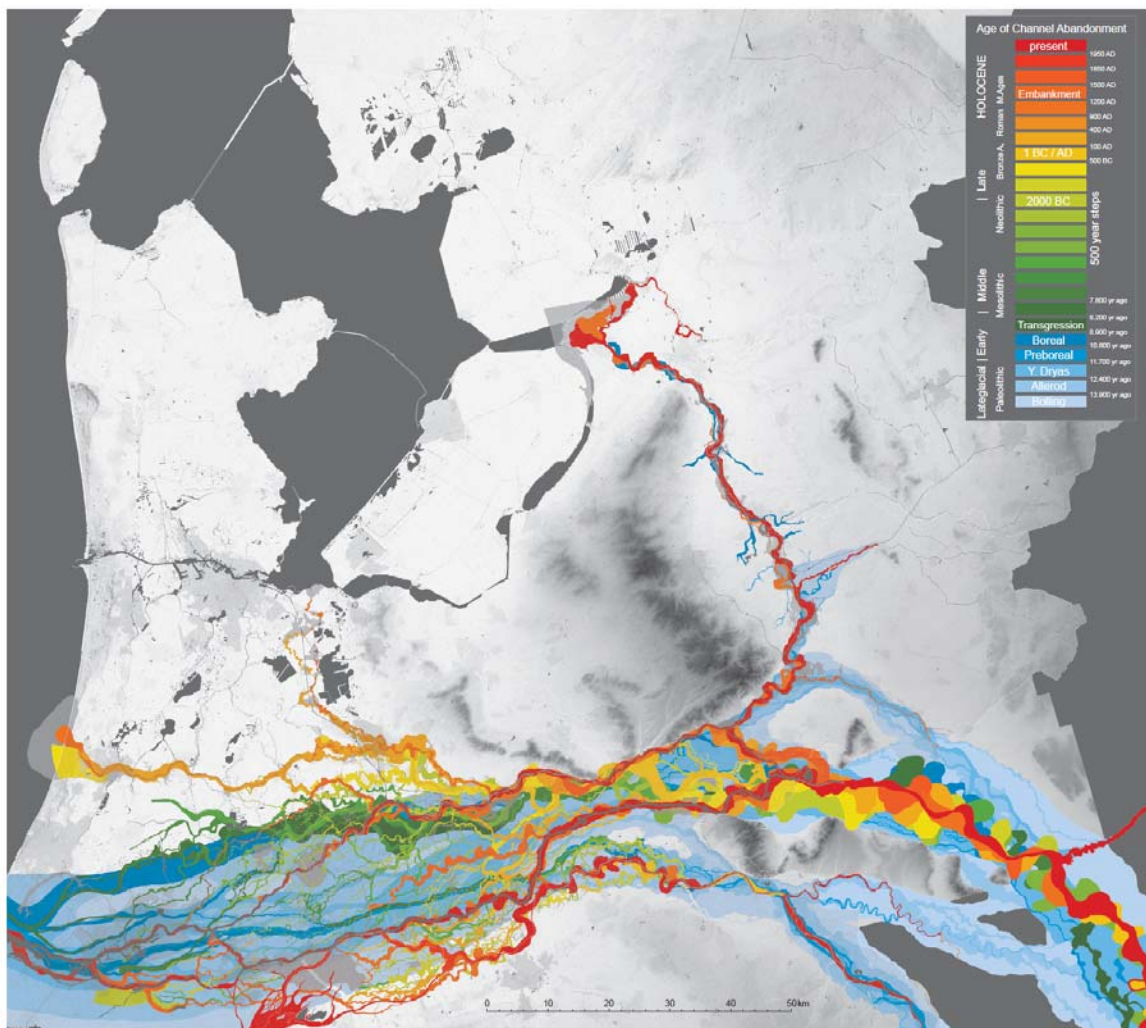 Age of Channel Abandonment
present
1950 AD
1850 AD
1500 AD
Embankment
1200 AD
800 AD
400 AD
100 AD
1 BC / AD
500 BC
2000 BC
500 year steps
7.800 yr ago
8.200 yr ago
Transgression
8.900 yr ago
Boreal
10.800 yr ago
Preboreal
11.700 yr ago
Y. Dryas
12.400 yr ago
Allerod
13.900 yr ago
Bolling
HOLOCENE
| Late
| Middle
Lateglacial | Early
Roman M.Ages
Bronze A.
Neolithic
Mesolithic
Paleolithic
0 10 20 30 40 50 km